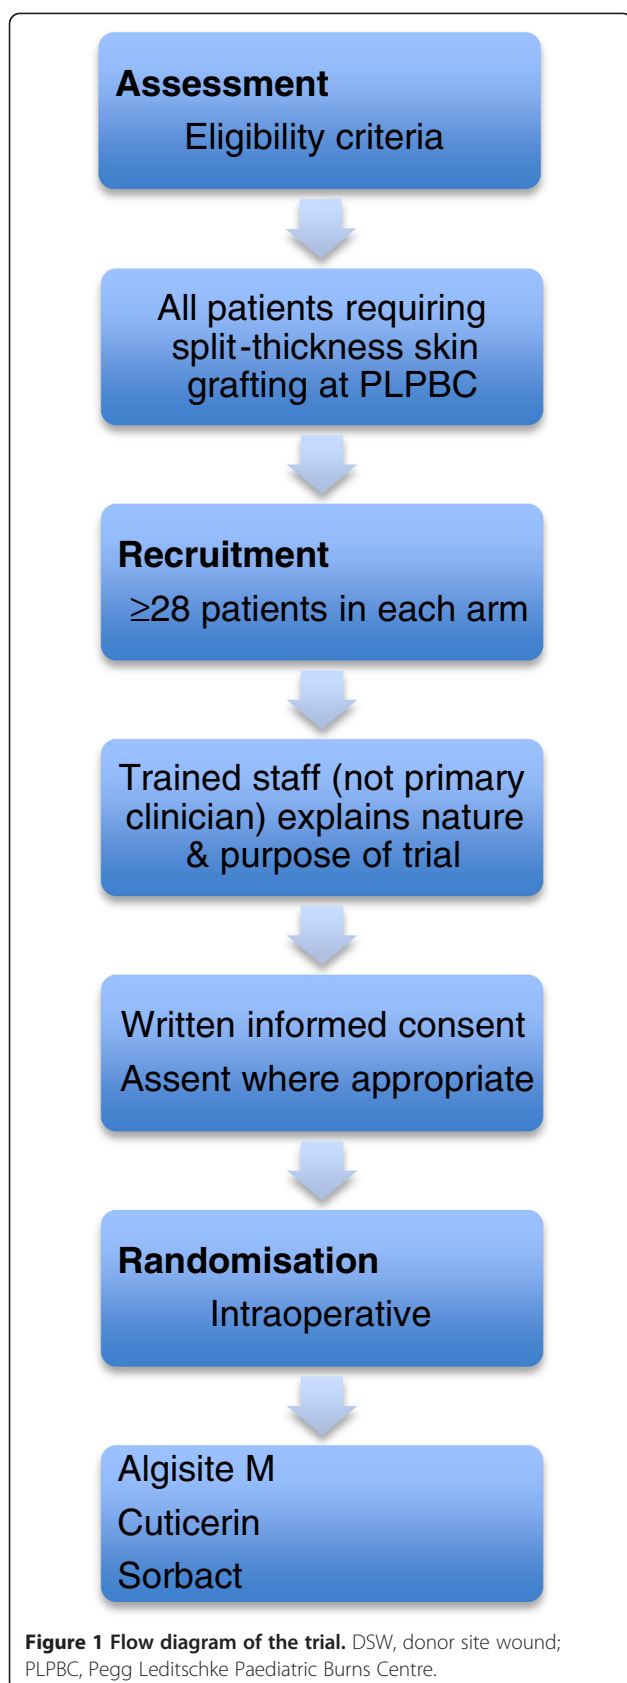 Assessment
Eligibility criteria
All patients requiring
split-thickness skin
grafting at PLPBC
Recruitment
≥28 patients in each arm
Trained staff (not primary
clinician) explains nature
& purpose of trial
Written informed consent
Assent where appropriate
Randomisation
Intraoperative
Algisite M
Cuticerin
Sorbact
Figure 1 Flow diagram of the trial. DSW, donor site wound;
PLPBC, Pegg Leditschke Paediatric Burns Centre.